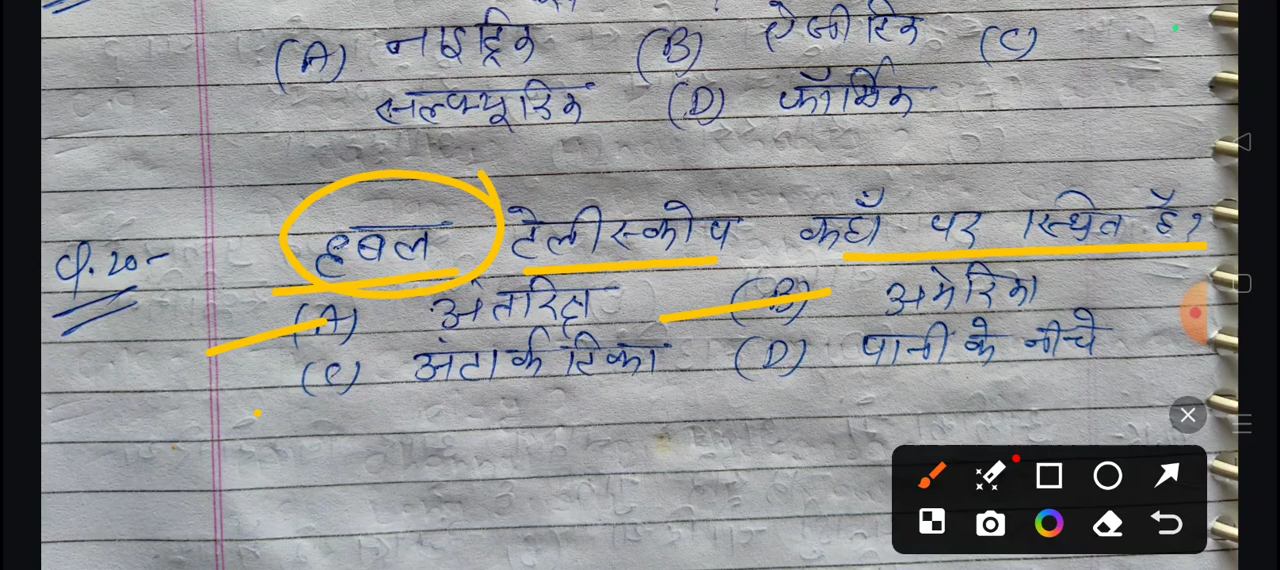 (A) नाइट्रिक (B) ऐसीटिक (C)
सल्फ्यूरिक (D) फॉर्मिक
Q.20- हबल टेलीस्कोप कहाँ पर स्थित है?
(A) अंतरिक्ष (B) अमेरिका
(C) अंटार्कटिका (D) पानी के नीचे